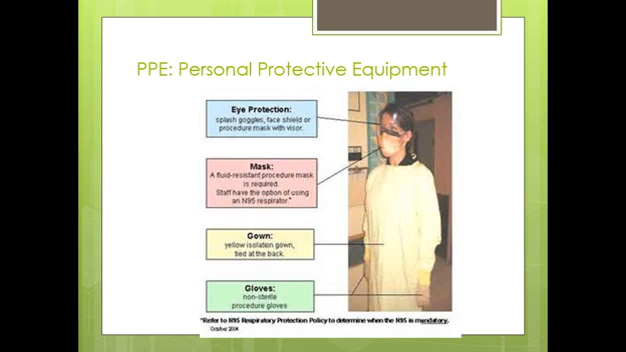 PPE: Personal Protective Equipment
Eye Protection:
splash goggles, face shield or
procedure mask with visor.
Mask:
A fluid-resistant procedure mask
is required.
Staff have the option of using
an N95 respirator.*
Gown:
yellow isolation gown,
tied at the back.
Gloves:
non-sterile
procedure gloves
*Refer to N95 Respiratory Protection Policy to determine when the N95 is mandatory.
October 2004